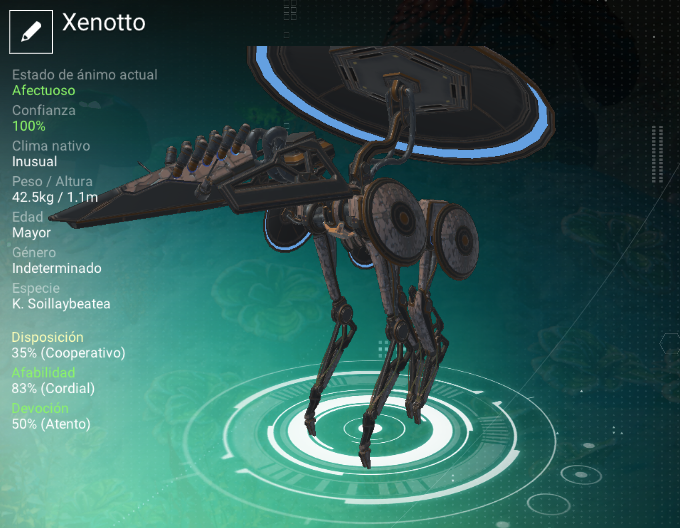 Xenotto
Estado de ánimo actual
Afectuoso
Confianza
100%
Clima nativo
Inusual
Peso / Altura
42.5kg / 1.1m
Edad
Mayor
Género
Indeterminado
Especie
K. Soillaybeatea
Disposición
35% (Cooperativo)
Afabilidad
83% (Cordial)
Devoción
50% (Atento)